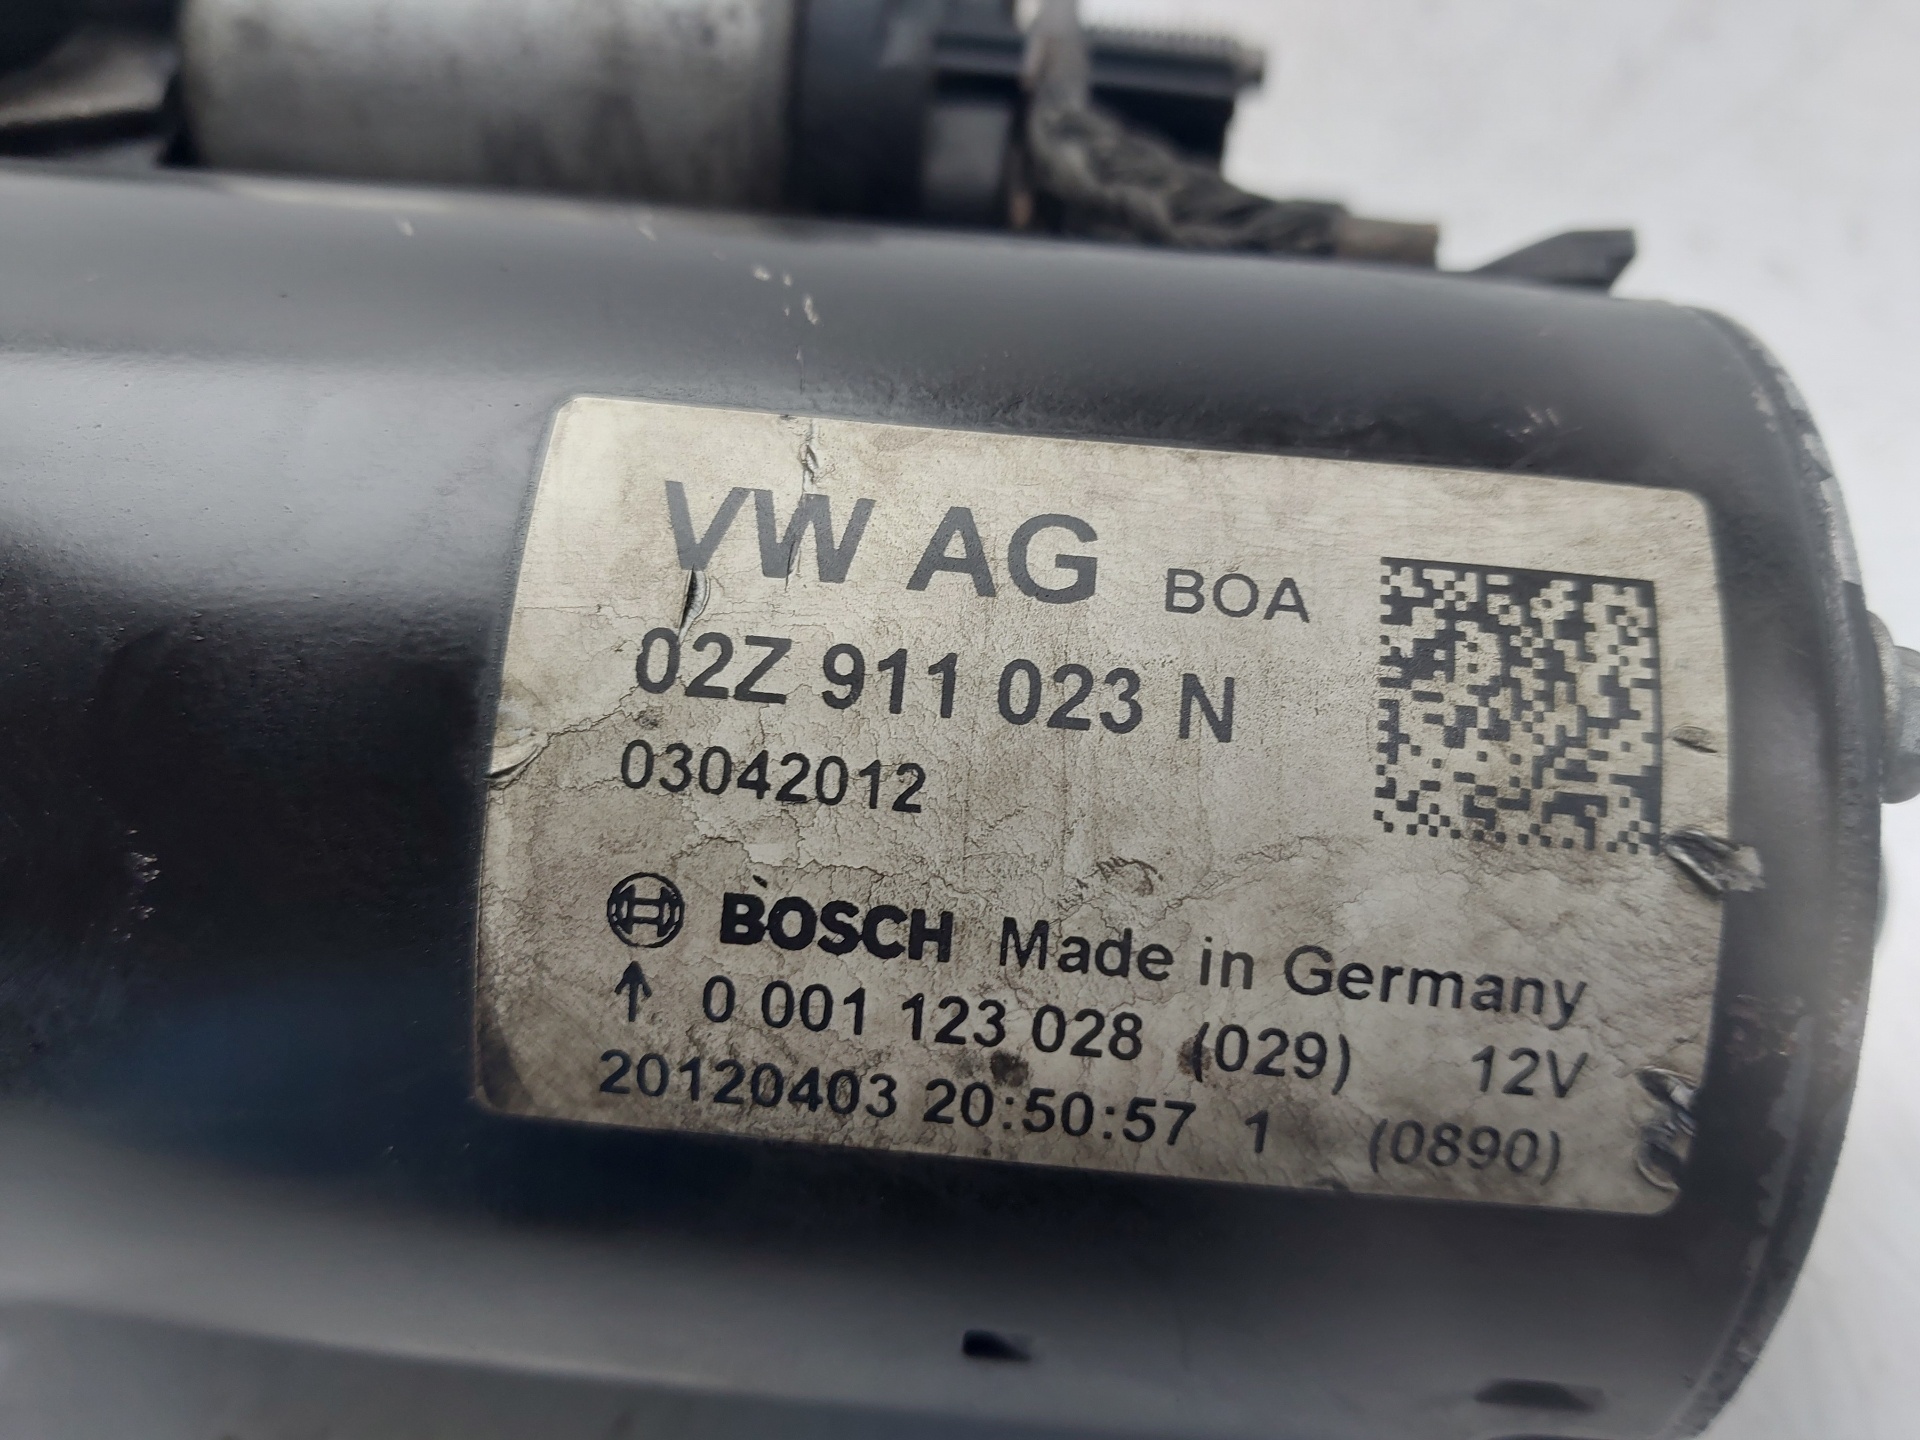 VW AG BOA
02Z 911 023 N
03042012
BOSCH Made in Germany
↑ 0 001 123 028 (029) 12V
20120403 20:50:57 1 (0890)